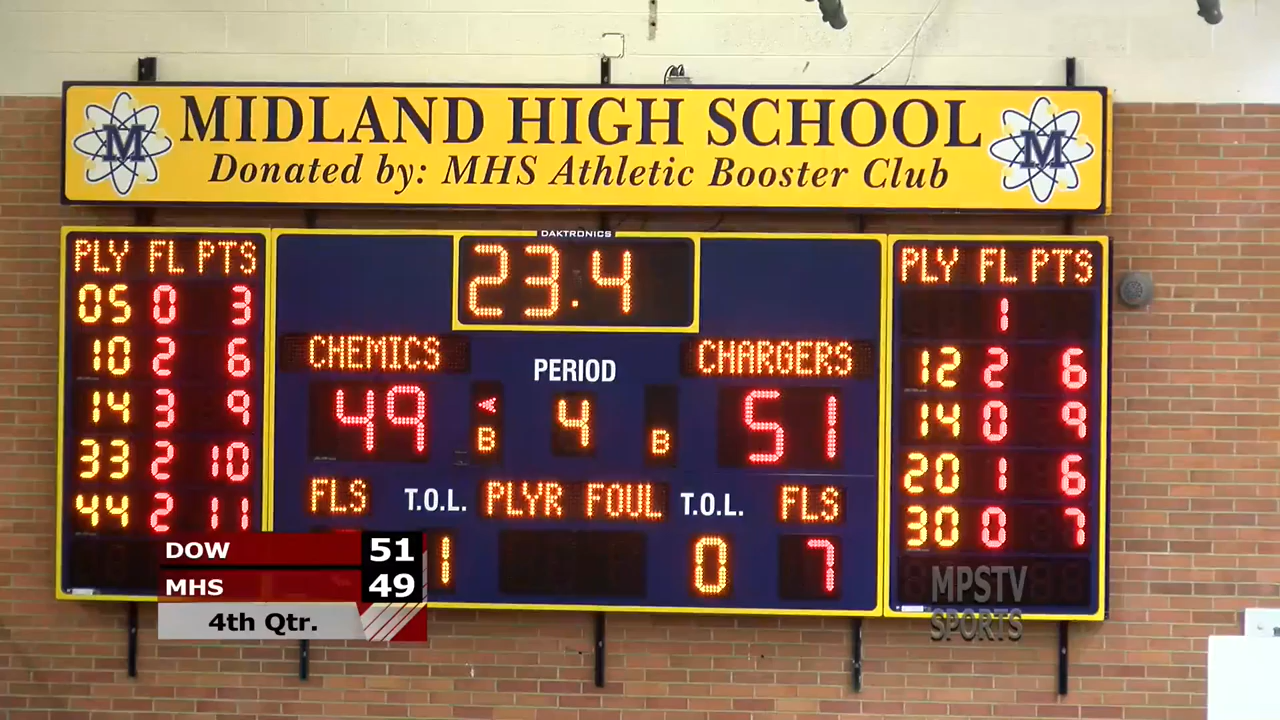 MIDLAND HIGH SCHOOL
M
M
Donated by: MHS Athletic Booster Club
DAKTRONICS
23.4
PLY FL PTS
05 0 3
10 2 6
14 3 9
33 2 10
44 2 11
CHEMICS
PERIOD
CHARGERS
49
B
4
B
51
FLS T.O.L. PLYR FOUL T.O.L. FLS
1
0
7
PLY FL PTS
1
12 2 6
14 0 9
20 1 6
30 0 7
DOW 51
MHS 49
4th Qtr.
MPSTV
SPORTS